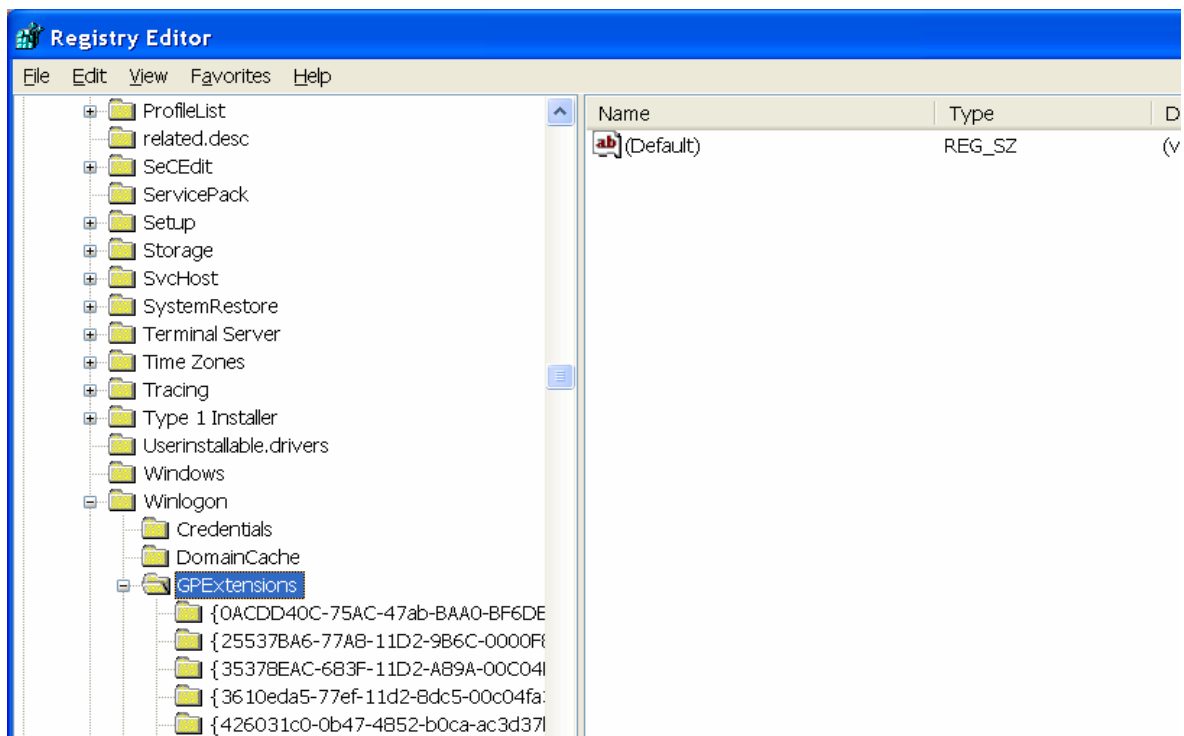 Registry Editor
File Edit View Favorites Help
ProfileList
related.desc
SeCEdit
ServicePack
Setup
Storage
SvcHost
SystemRestore
Terminal Server
Time Zones
Tracing
Type 1 Installer
Userinstallable.drivers
Windows
Winlogon
Credentials
DomainCache
GPExtensions
{0ACDD40C-75AC-47ab-BAA0-BF6DE
{25537BA6-77A8-11D2-9B6C-0000F8
{35378EAC-683F-11D2-A89A-00C04
{3610eda5-77ef-11d2-8dc5-00c04fa
{426031c0-0b47-4852-b0ca-ac3d37
Name Type D
ab (Default) REG_SZ (v